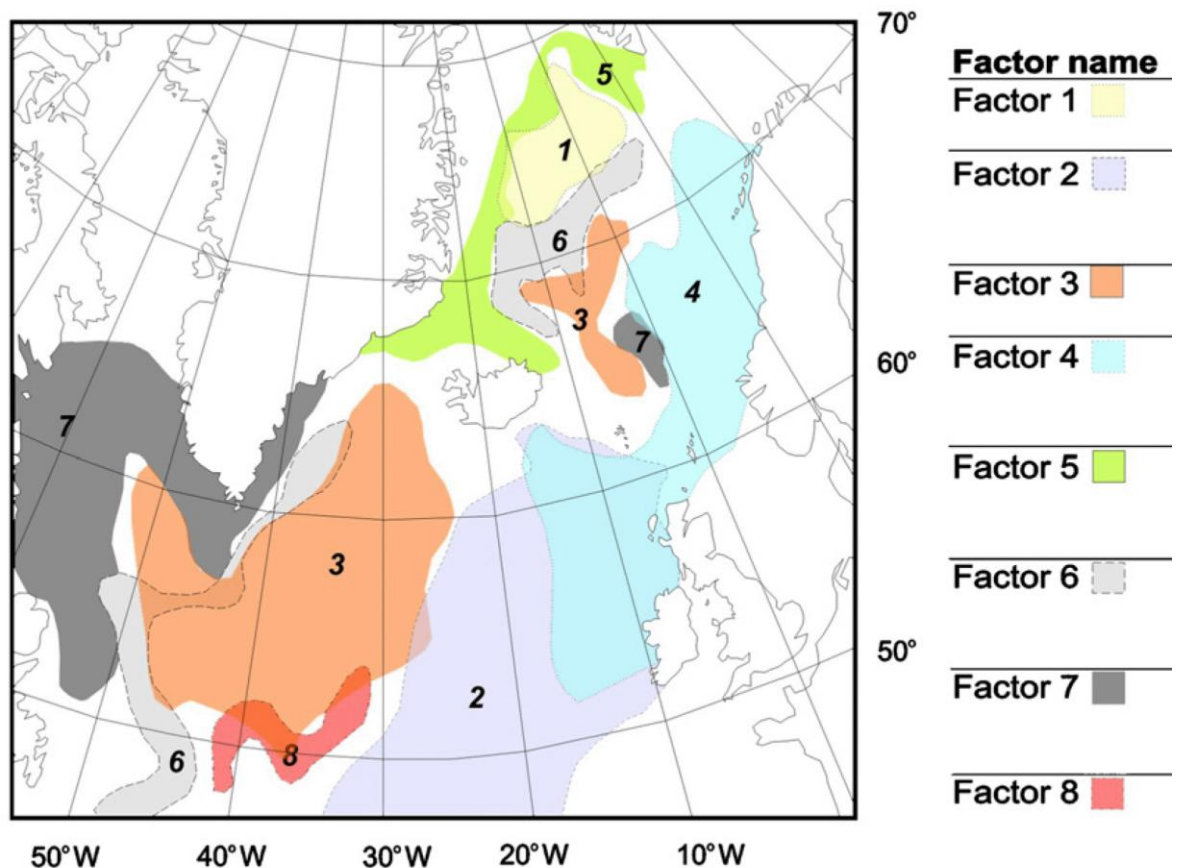 70°
60°
50°
50°W
40°W
30°W
20°W
10°W
5
1
6
4
3
7
7
3
2
6
8
Factor name
Factor 1
Factor 2
Factor 3
Factor 4
Factor 5
Factor 6
Factor 7
Factor 8